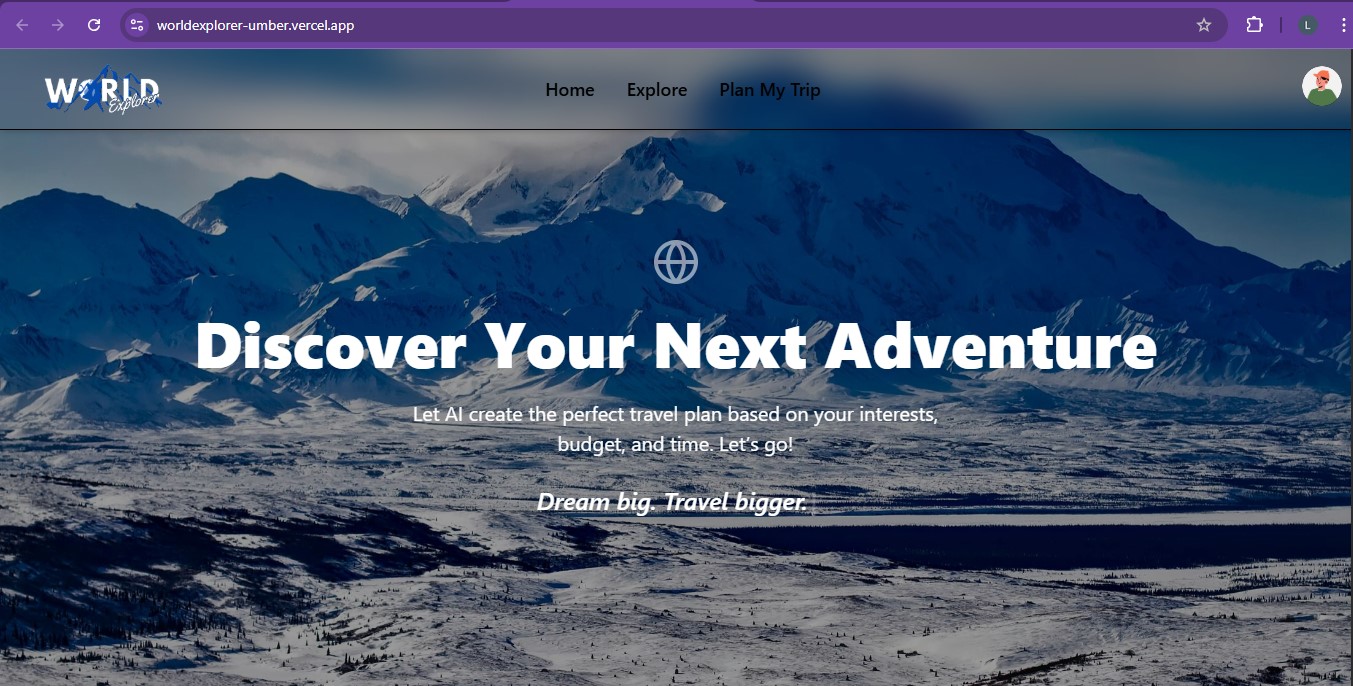 worldexplorer-umber.vercel.app
L
WORLD
Explorer
Home Explore Plan My Trip
Discover Your Next Adventure
Let AI create the perfect travel plan based on your interests,
budget, and time. Let's go!
Dream big. Travel bigger.